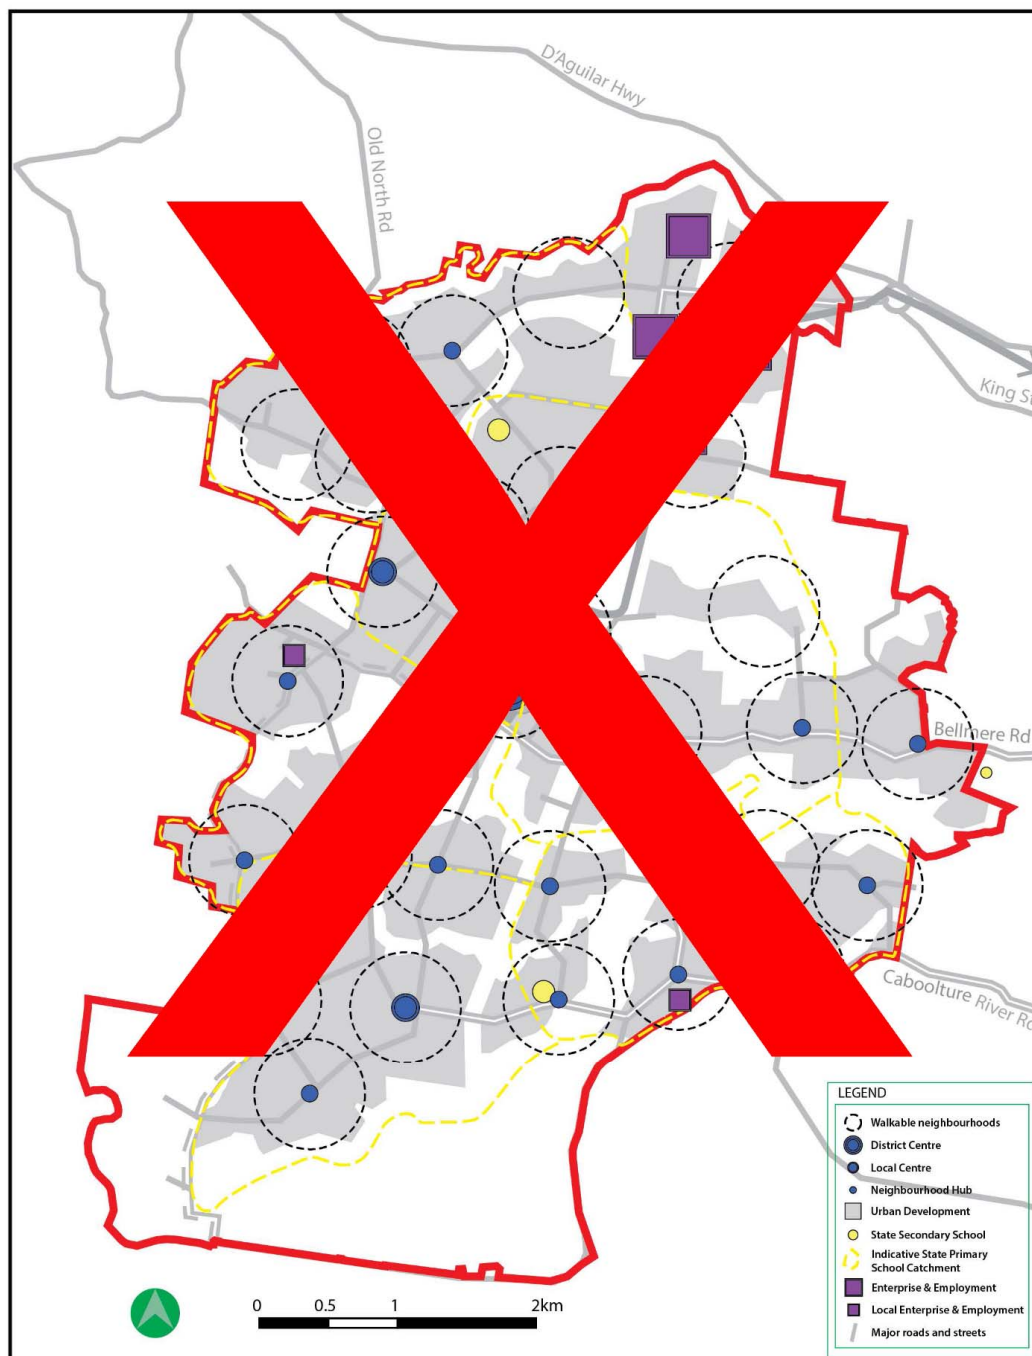 D'Aguilar Hwy
Old North Rd
King St
Bellmere Rd
Caboolture River Rd
LEGEND
Walkable neighbourhoods
District Centre
Local Centre
Neighbourhood Hub
Urban Development
State Secondary School
Indicative State Primary
School Catchment
Enterprise & Employment
Local Enterprise & Employment
Major roads and streets
0 0.5 1 2km